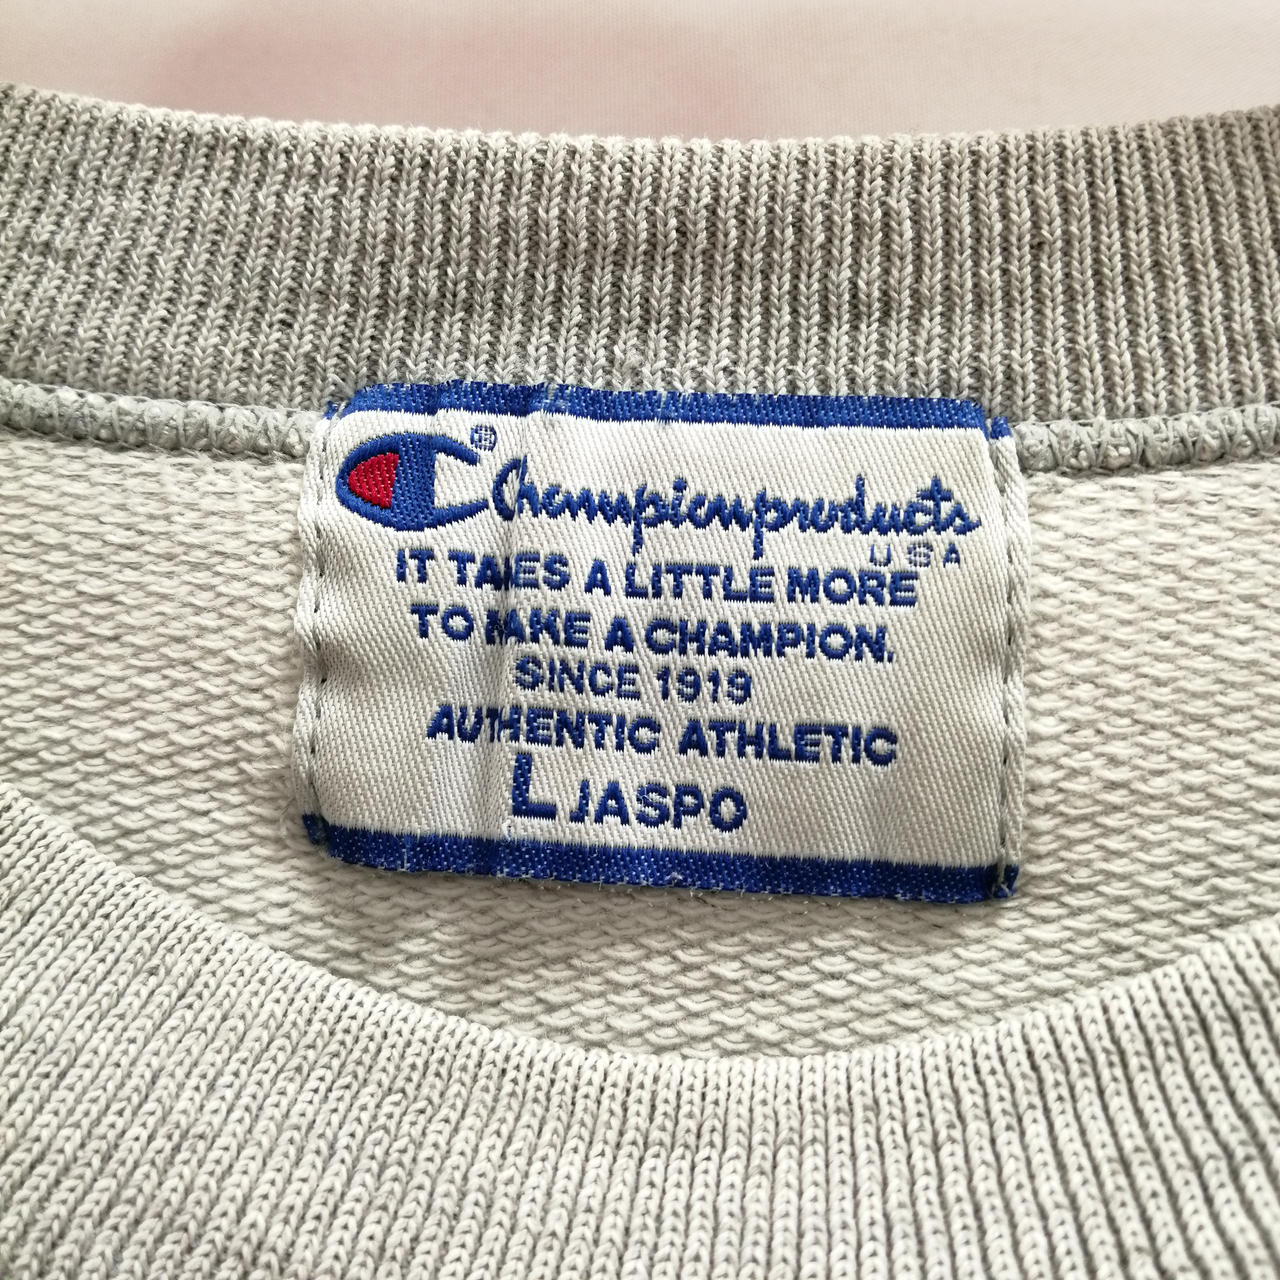 ® Championproducts
USA
IT TAKES A LITTLE MORE
TO MAKE A CHAMPION.
SINCE 1919
AUTHENTIC ATHLETIC
L JASPO